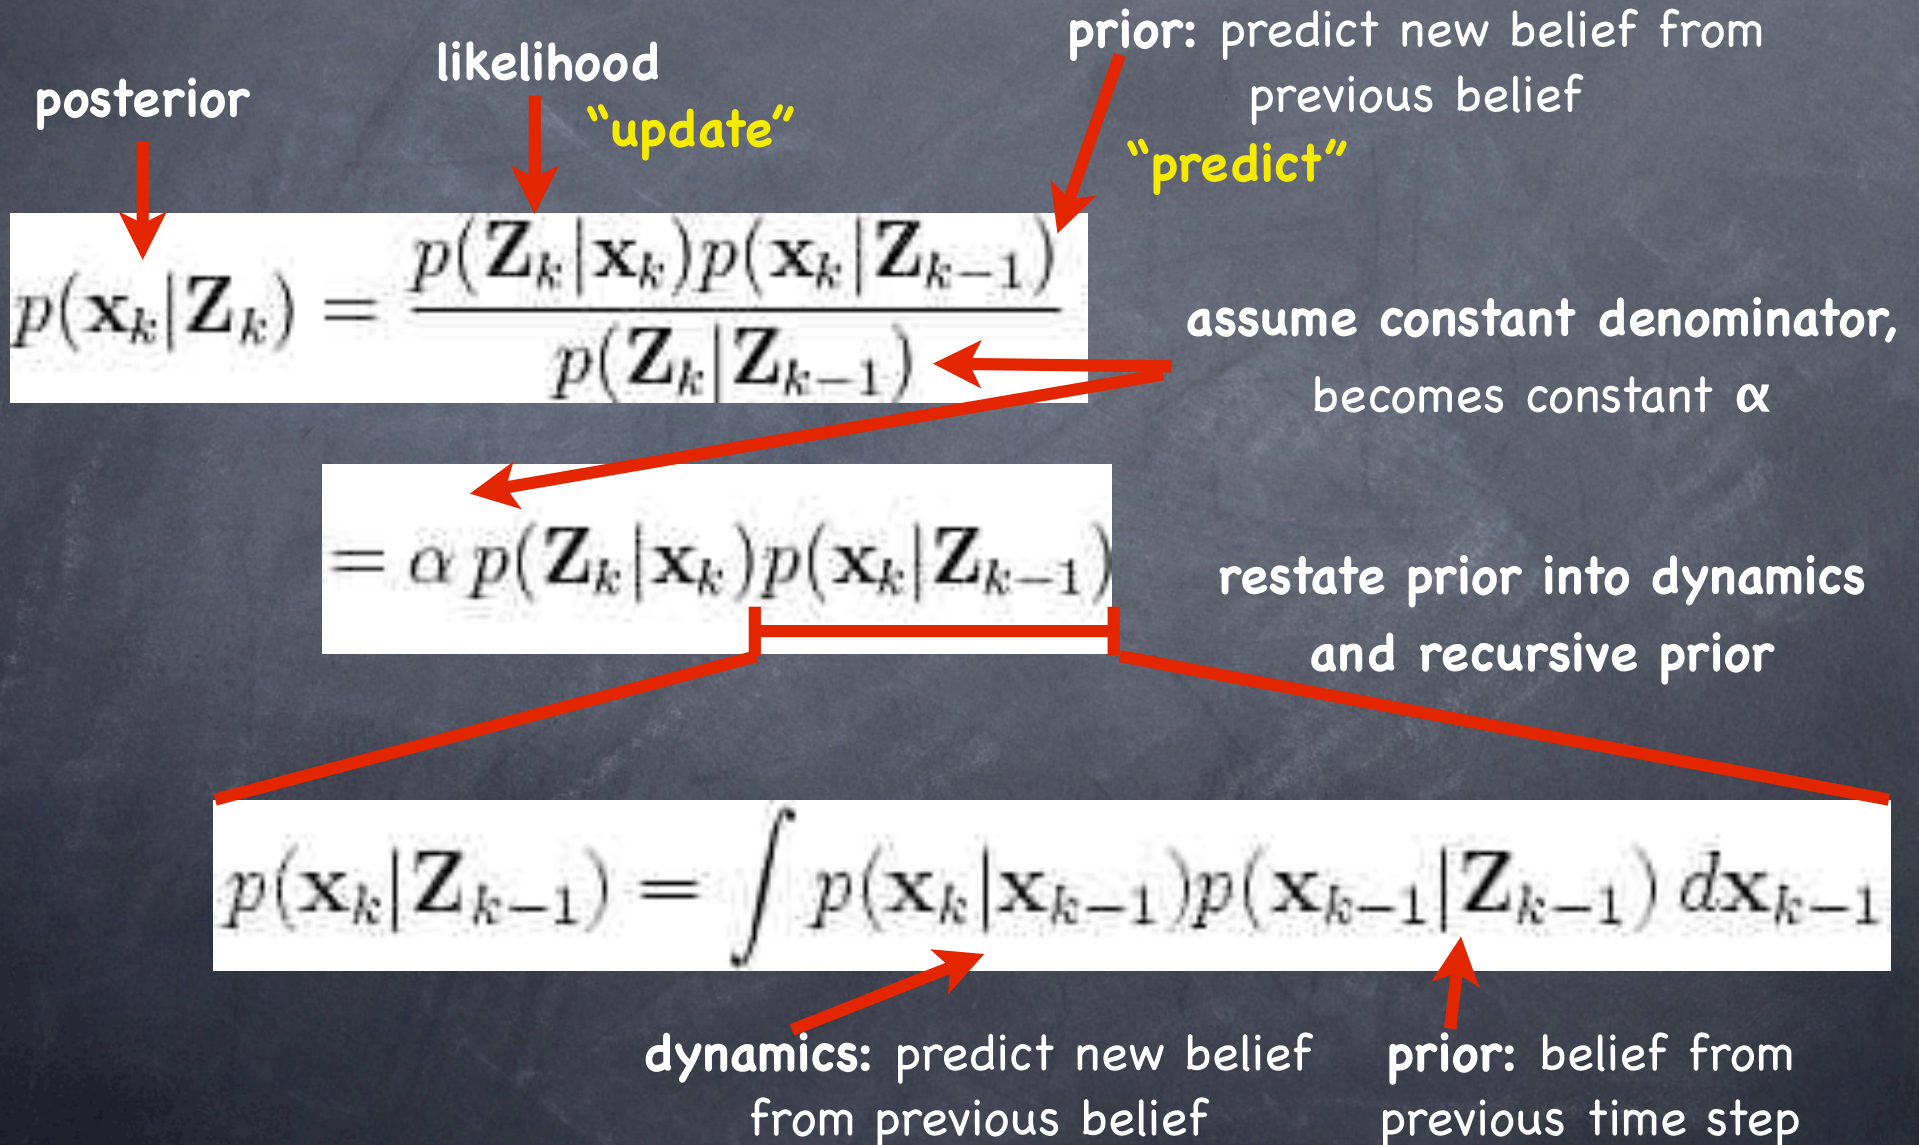 prior: predict new belief from
previous belief
likelihood
posterior
“update”
“predict”
p(x_k|Z_k) = \frac{p(Z_k|x_k)p(x_k|Z_{k-1})}{p(Z_k|Z_{k-1})}
assume constant denominator,
becomes constant α
= α p(Z_k|x_k)p(x_k|Z_{k-1})
restate prior into dynamics
and recursive prior
p(x_k|Z_{k-1}) = ∫ p(x_k|x_{k-1})p(x_{k-1}|Z_{k-1}) dx_{k-1}
dynamics: predict new belief
from previous belief
prior: belief from
previous time step